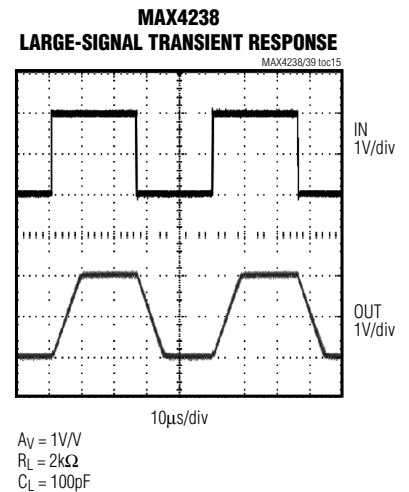 MAX4238
LARGE-SIGNAL TRANSIENT RESPONSE
MAX4238/39 toc15
IN
1V/div
OUT
1V/div
10μs/div
AV = 1V/V
RL = 2kΩ
CL = 100pF